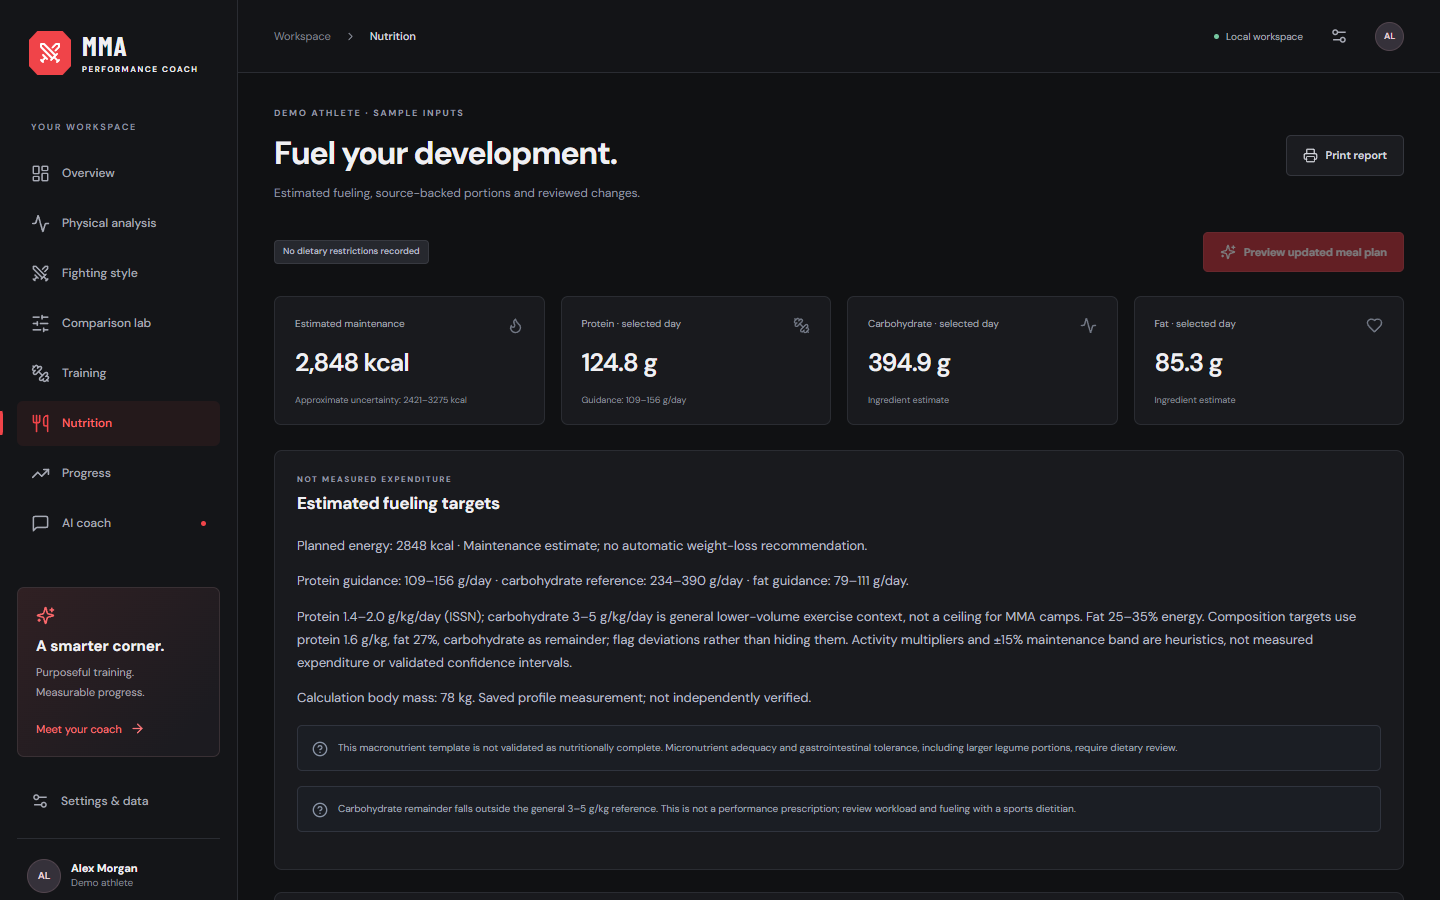 MMA
PERFORMANCE COACH
YOUR WORKSPACE
Overview
Physical analysis
Fighting style
Comparison lab
Training
Nutrition
Progress
AI coach
A smarter corner.
Purposeful training.
Measurable progress.
Meet your coach
Settings & data
AL
Alex Morgan
Demo athlete
Workspace
Nutrition
Local workspace
AL
DEMO ATHLETE · SAMPLE INPUTS
Fuel your development.
Estimated fueling, source-backed portions and reviewed changes.
Print report
No dietary restrictions recorded
Preview updated meal plan
Estimated maintenance
2,848 kcal
Approximate uncertainty: 2421–3275 kcal
Protein · selected day
124.8 g
Guidance: 109–156 g/day
Carbohydrate · selected day
394.9 g
Ingredient estimate
Fat · selected day
85.3 g
Ingredient estimate
NOT MEASURED EXPENDITURE
Estimated fueling targets
Planned energy: 2848 kcal · Maintenance estimate; no automatic weight-loss recommendation.
Protein guidance: 109–156 g/day · carbohydrate reference: 234–390 g/day · fat guidance: 79–111 g/day.
Protein 1.4–2.0 g/kg/day (ISSN); carbohydrate 3–5 g/kg/day is general lower-volume exercise context, not a ceiling for MMA camps. Fat 25–35% energy. Composition targets use
protein 1.6 g/kg, fat 27%, carbohydrate as remainder; flag deviations rather than hiding them. Activity multipliers and ±15% maintenance band are heuristics, not measured
expenditure or validated confidence intervals.
Calculation body mass: 78 kg. Saved profile measurement; not independently verified.
This macronutrient template is not validated as nutritionally complete. Micronutrient adequacy and gastrointestinal tolerance, including larger legume portions, require dietary review.
Carbohydrate remainder falls outside the general 3–5 g/kg reference. This is not a performance prescription; review workload and fueling with a sports dietitian.